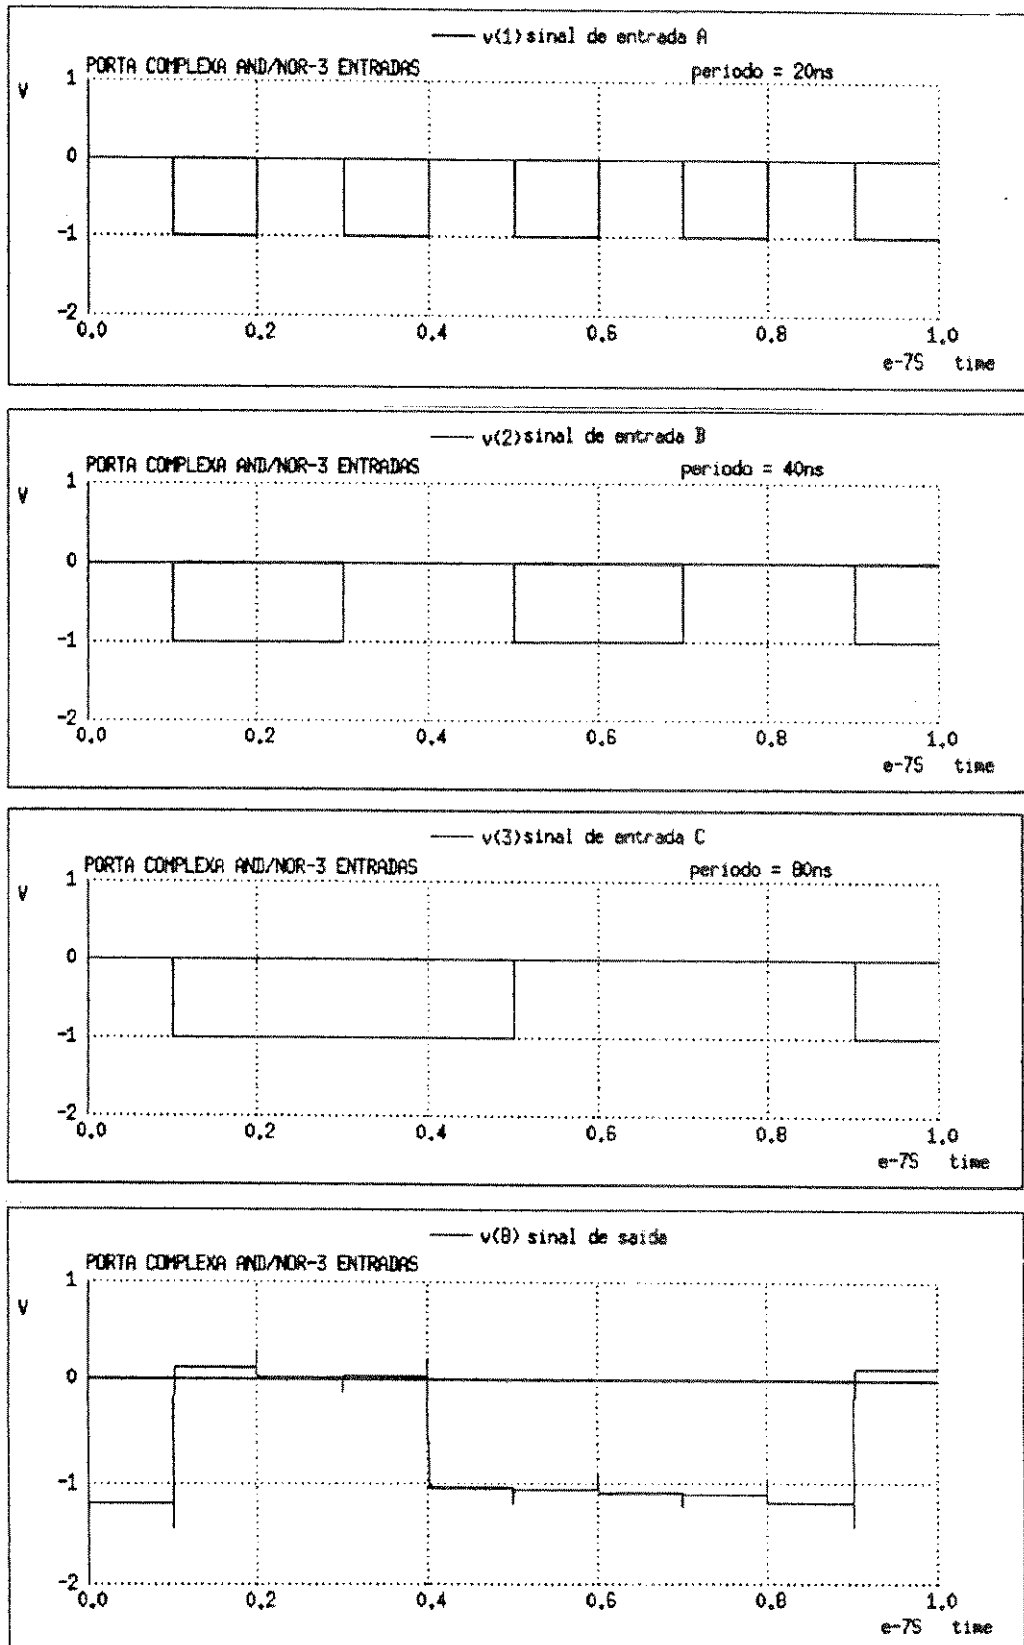 v(1)sinal de entrada A
PORTA COMPLEXA AND/NOR-3 ENTRADAS
periodo = 20ns
V
1
0
-1
-2
0.0 0.2 0.4 0.6 0.8 1.0
e-7S time
v(2)sinal de entrada B
PORTA COMPLEXA AND/NOR-3 ENTRADAS
periodo = 40ns
V
1
0
-1
-2
0.0 0.2 0.4 0.6 0.8 1.0
e-7S time
v(3)sinal de entrada C
PORTA COMPLEXA AND/NOR-3 ENTRADAS
periodo = 80ns
V
1
0
-1
-2
0.0 0.2 0.4 0.6 0.8 1.0
e-7S time
v(8) sinal de saida
PORTA COMPLEXA AND/NOR-3 ENTRADAS
V
1
0
-1
-2
0.0 0.2 0.4 0.6 0.8 1.0
e-7S time